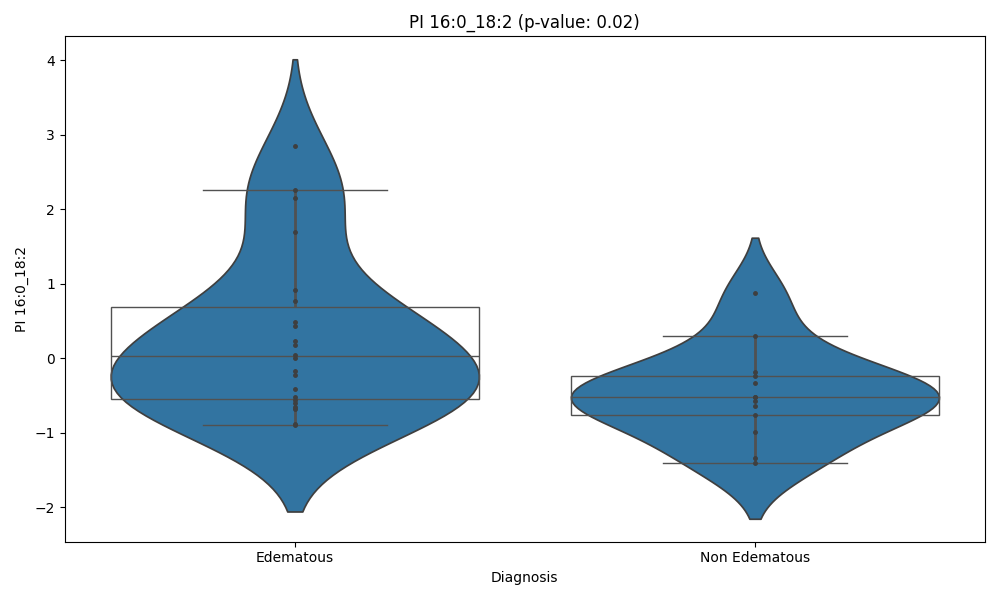 PI 16:0_18:2 (p-value: 0.02)
4
3
2
1
0
−1
−2
PI 16:0_18:2
Edematous
Non Edematous
Diagnosis